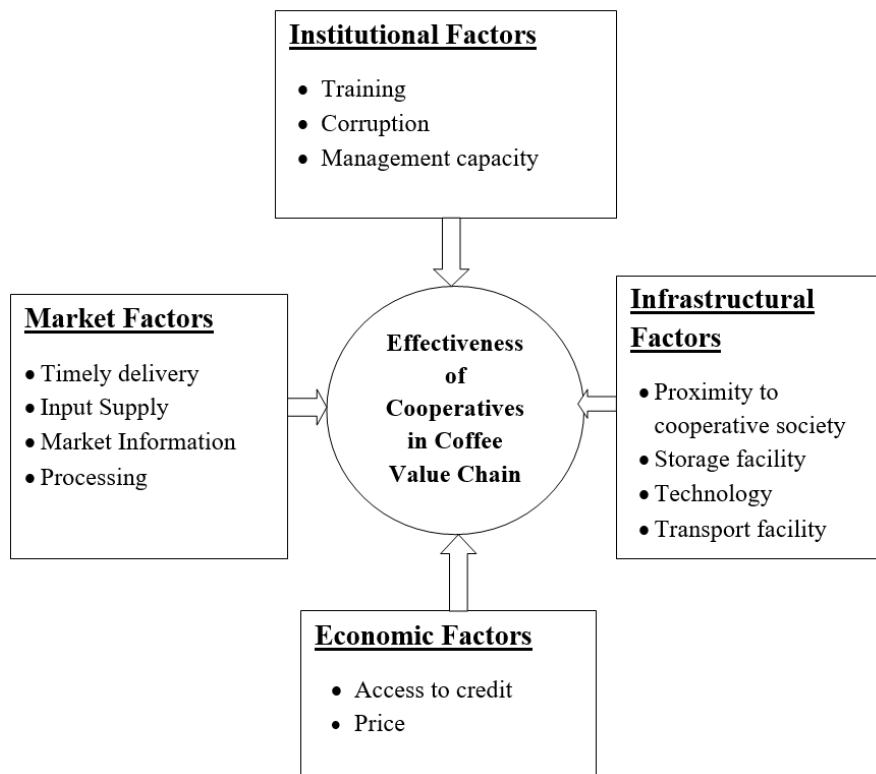 Institutional Factors
• Training
• Corruption
• Management capacity
Market Factors
• Timely delivery
• Input Supply
• Market Information
• Processing
Effectiveness
of
Cooperatives
in Coffee
Value Chain
Infrastructural
Factors
• Proximity to
cooperative society
• Storage facility
• Technology
• Transport facility
Economic Factors
• Access to credit
• Price